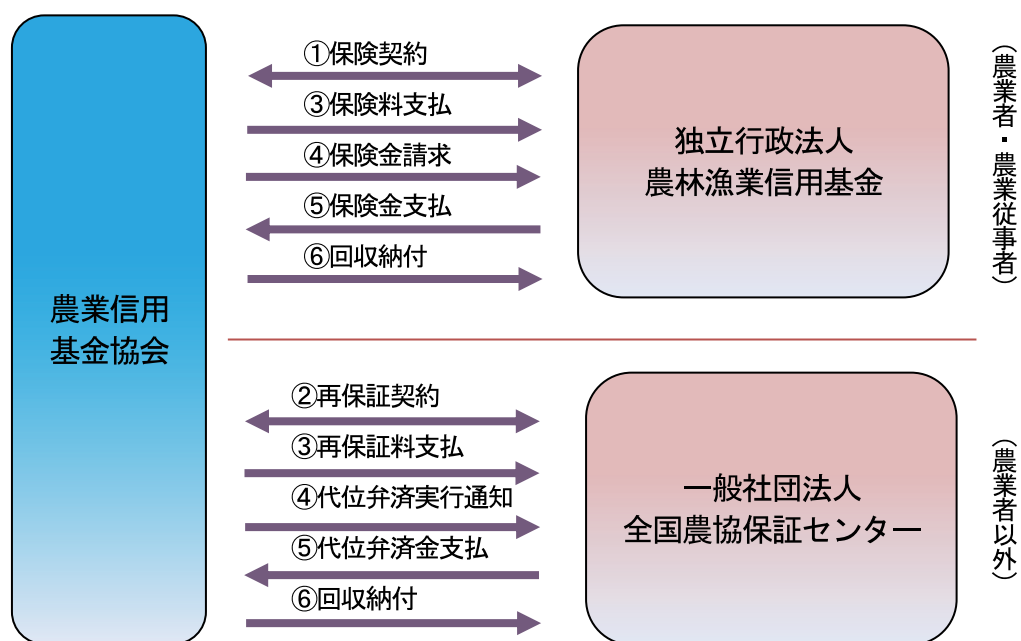 農業信用
基金協会
①保険契約
③保険料支払
④保険金請求
⑤保険金支払
⑥回収納付
独立行政法人
農林漁業信用基金
（農業者・農業従事者）
②再保証契約
③再保証料支払
④代位弁済実行通知
⑤代位弁済金支払
⑥回収納付
一般社団法人
全国農協保証センター
（農業者以外）